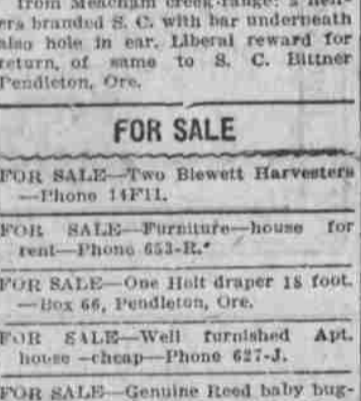 from Meacham creek range: 2 heif-
ers branded S. C. with bar underneath
also hole in ear. Liberal reward for
return, of same to S. C. Bittner
Pendleton, Ore.
FOR SALE
FOR SALE—Two Blewett Harvesters
—Phone 14F11.
FOR SALE—Furniture—house for
rent—Phone 653-R.*
FOR SALE—One Holt draper 18 foot.
—Box 66, Pendleton, Ore.
FOR SALE—Well furnished Apt.
house —cheap—Phone 627-J.
FOR SALE—Genuine Reed baby bug-